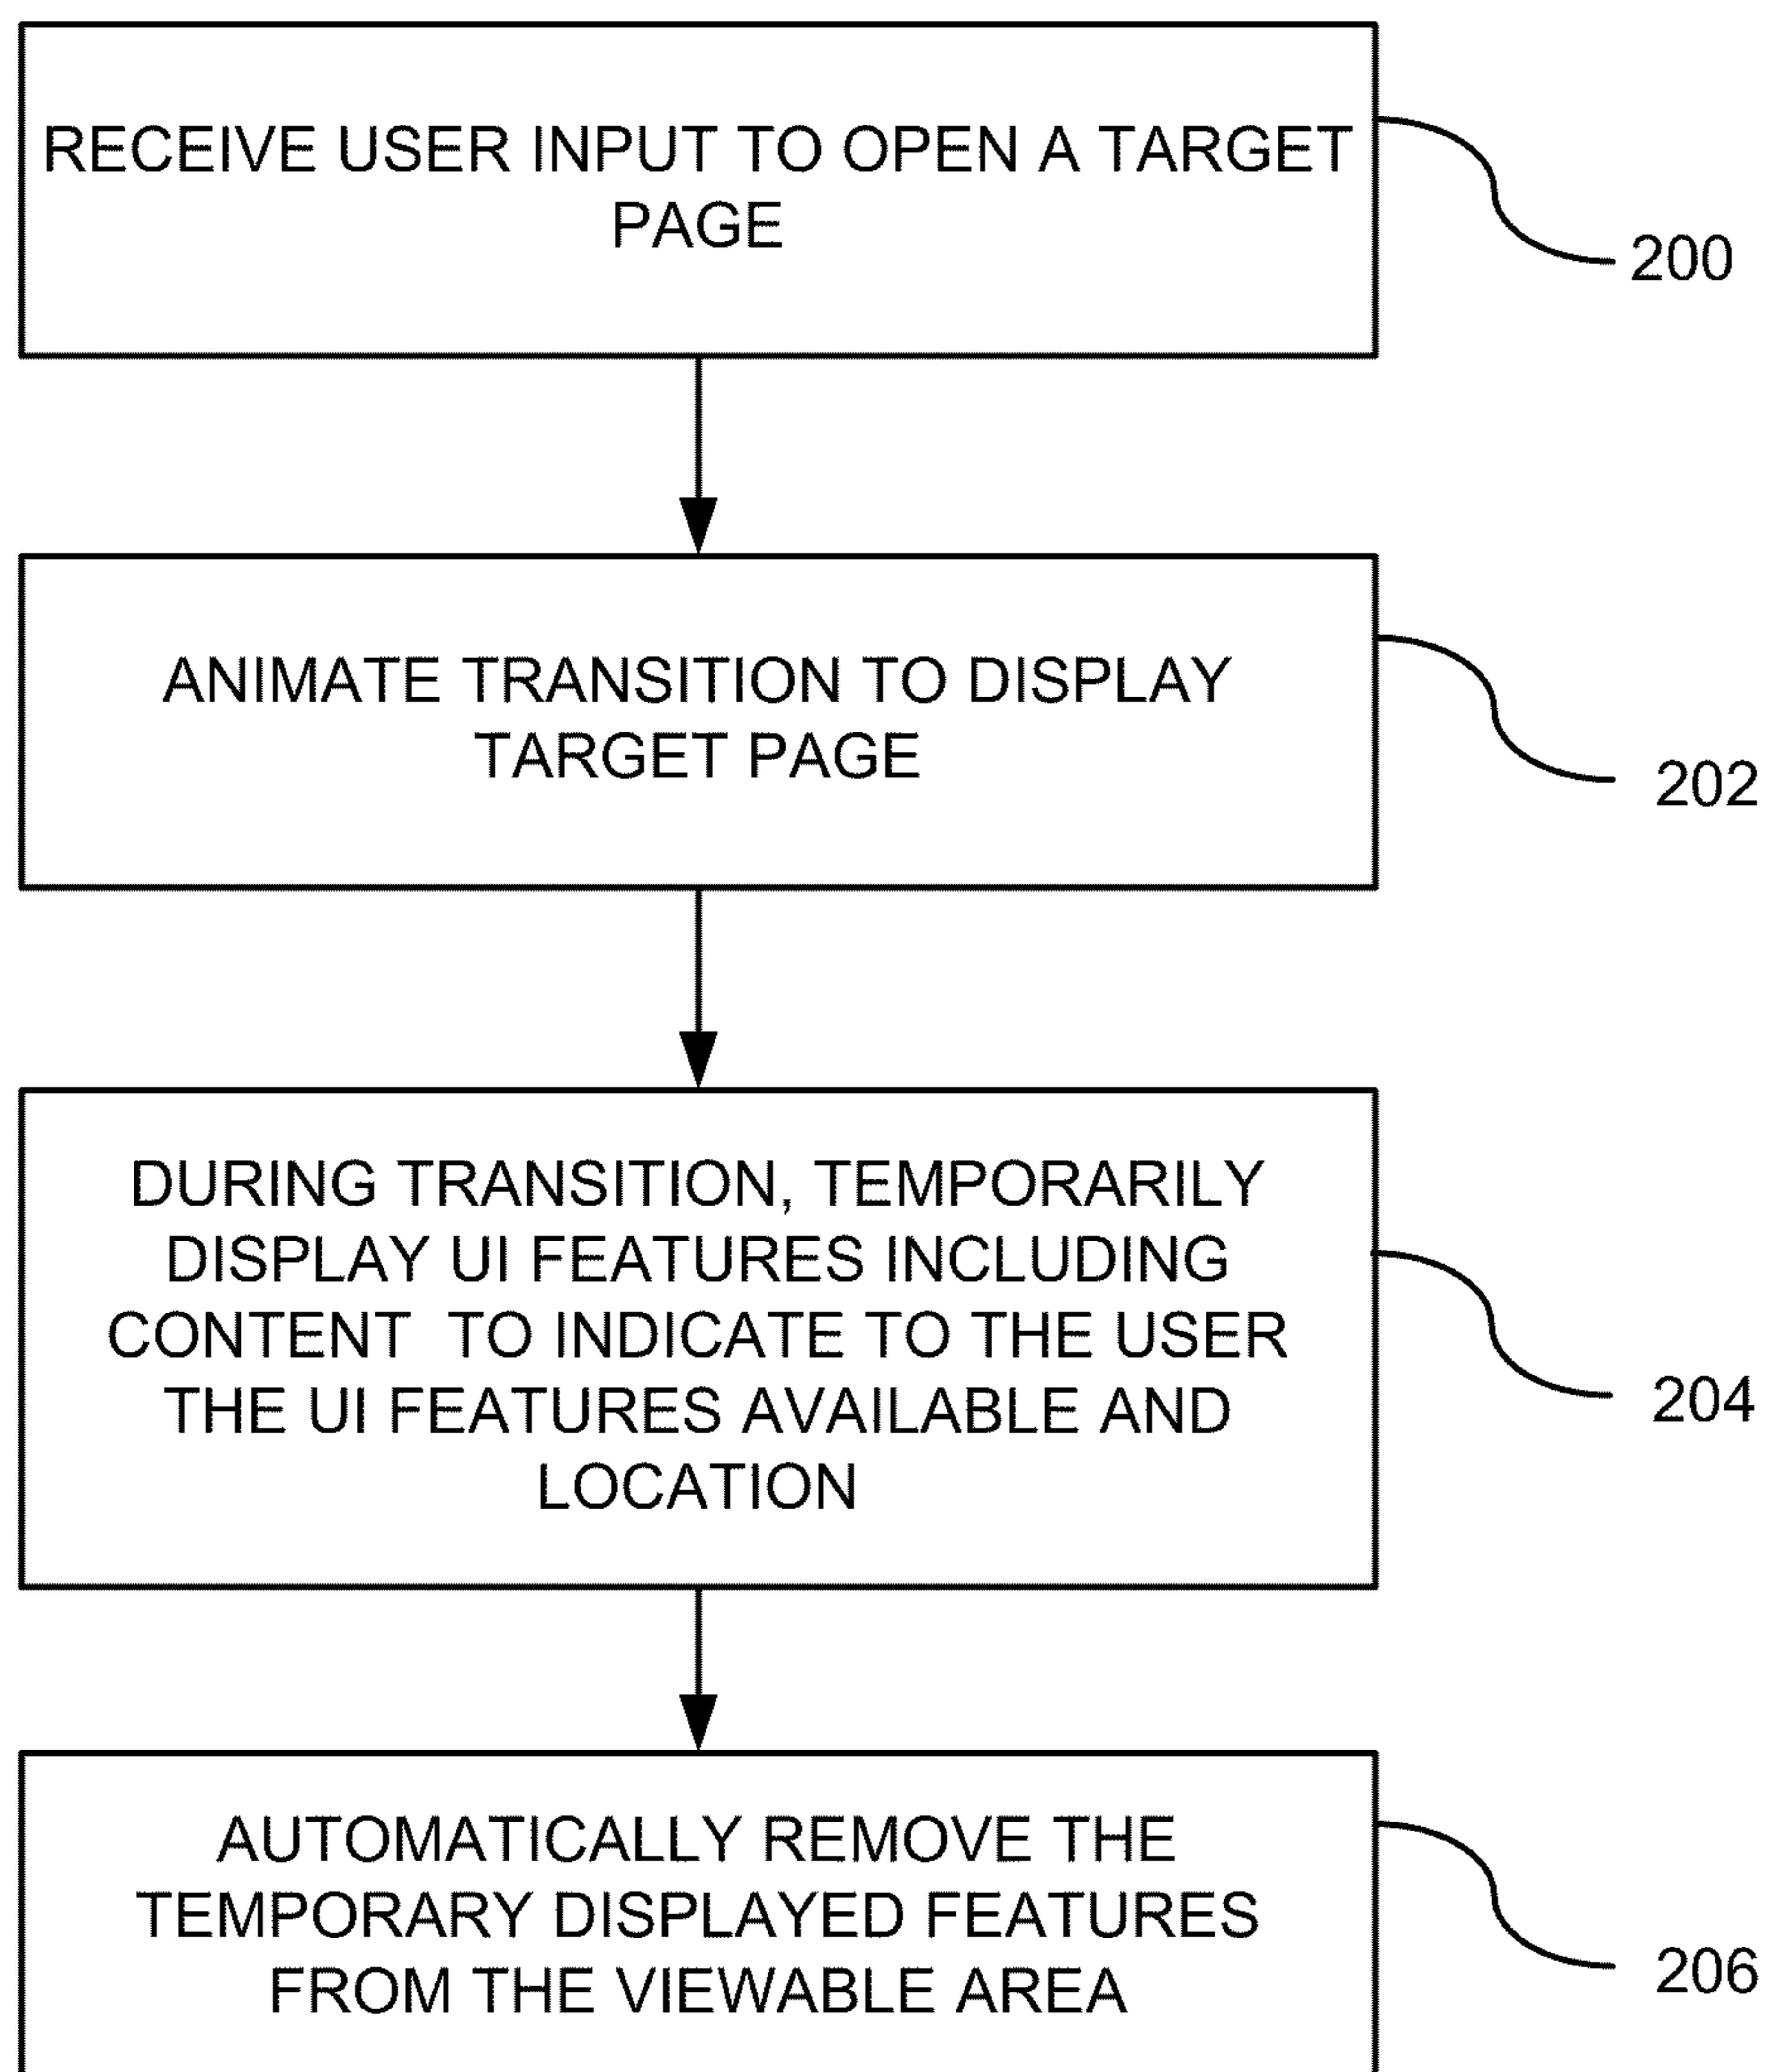 RECEIVE USER INPUT TO OPEN A TARGET
PAGE
200
ANIMATE TRANSITION TO DISPLAY
TARGET PAGE
202
DURING TRANSITION, TEMPORARILY
DISPLAY UI FEATURES INCLUDING
CONTENT  TO INDICATE TO THE USER
THE UI FEATURES AVAILABLE AND
LOCATION
204
AUTOMATICALLY REMOVE THE
TEMPORARY DISPLAYED FEATURES
FROM THE VIEWABLE AREA
206